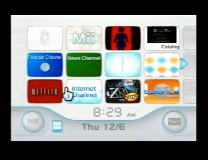 Mii
Catalog
Forecast Channel
News Channel
NETFLIX
Internet
Channel
8:29 AM
Thu 12/6
Wii